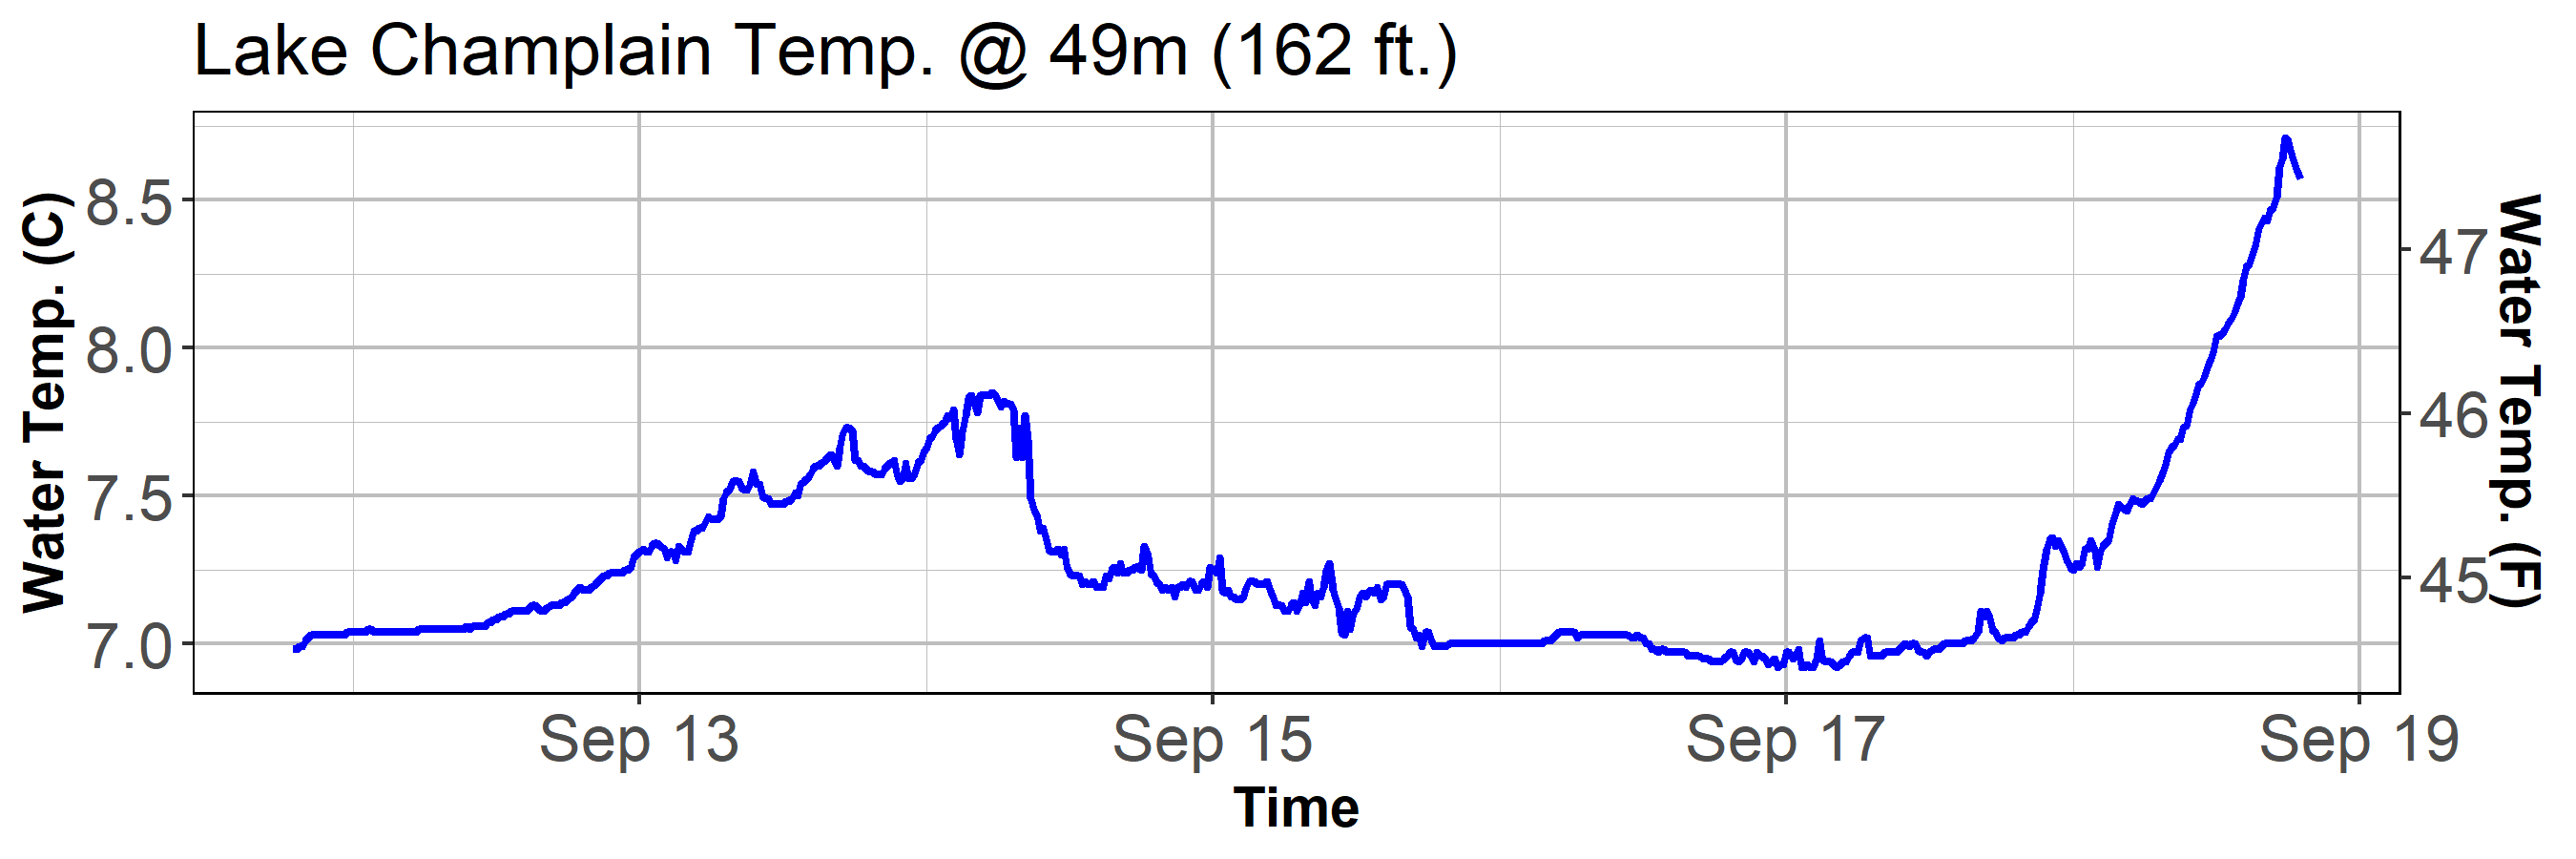 Lake Champlain Temp. @ 49m (162 ft.)
Water Temp. (C)
8.5
8.0
7.5
7.0
47
46
45
Water Temp. (F)
Sep 13
Sep 15
Sep 17
Sep 19
Time